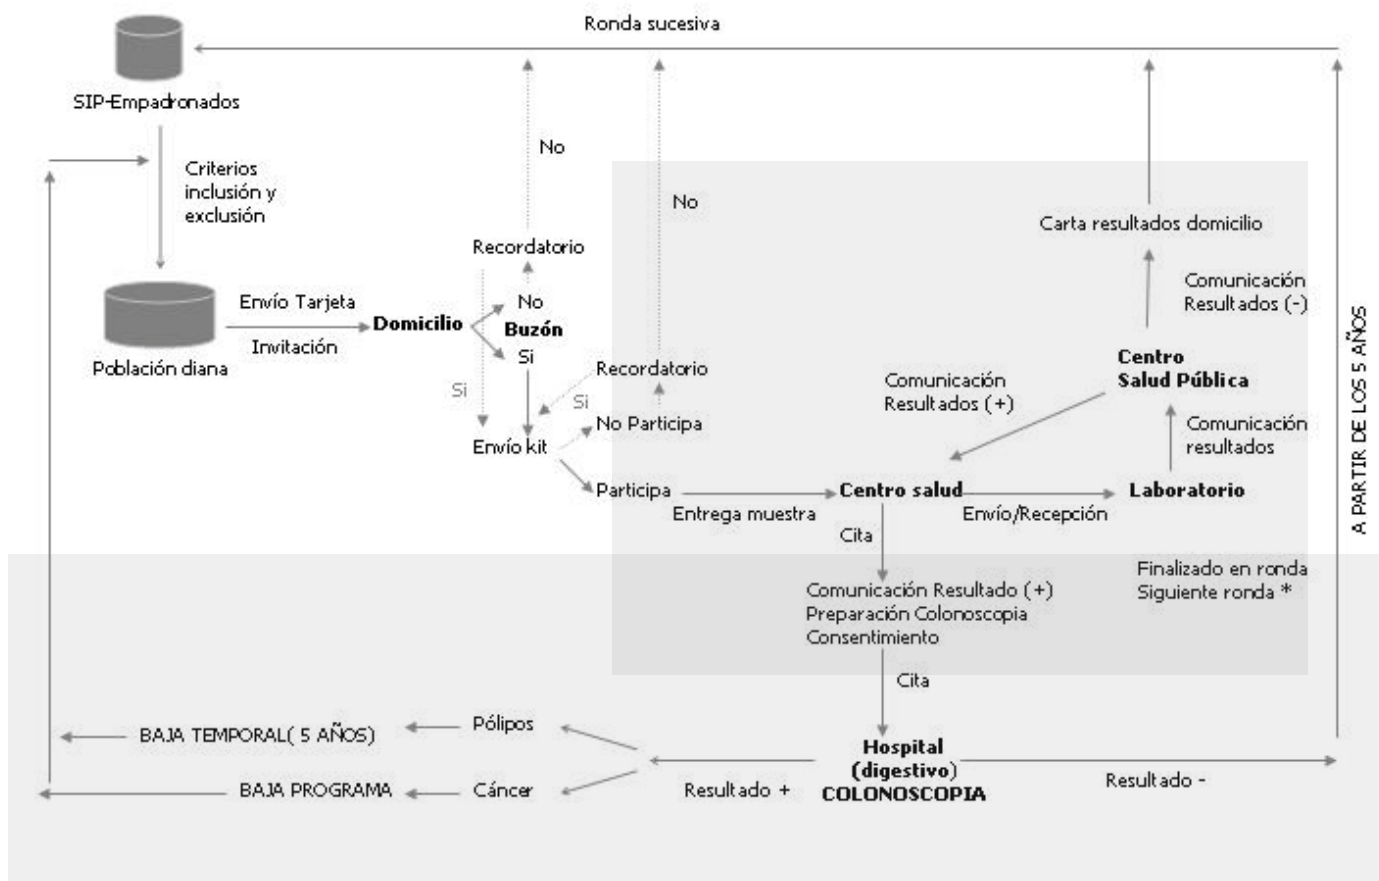 Ronda sucesiva
SIP-Empadronados
Criterios
inclusión y
exclusión
No
No
Recordatorio
Carta resultados domicilio
Comunicación
Resultados (-)
Envío Tarjeta
Invitación
Población diana
Domicilio
No
Buzón
Si
Si
Recordatorio
Si
No Participa
Envío kit
Participa
Entrega muestra
Centro
Salud Pública
Comunicación
Resultados (+)
Comunicación
resultados
Centro salud
Envío/Recepción
Laboratorio
A PARTIR DE LOS 5 AÑOS
Cita
Comunicación Resultado (+)
Preparación Colonoscopia
Consentimiento
Finalizado en ronda
Siguiente ronda *
Cita
Pólipos
BAJA TEMPORAL( 5 AÑOS)
Cáncer
BAJA PROGRAMA
Resultado +
Hospital
(digestivo)
COLONOSCOPIA
Resultado -